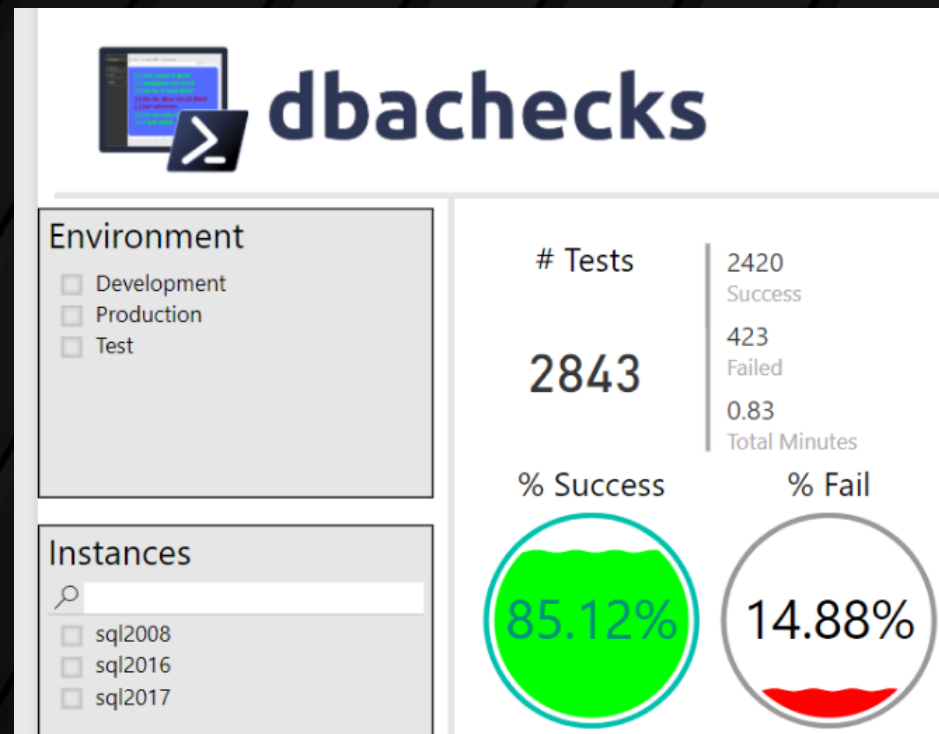 dbachecks
Environment
Development
Production
Test
Instances
sql2008
sql2016
sql2017
# Tests
2843
2420
Success
423
Failed
0.83
Total Minutes
% Success
85.12%
% Fail
14.88%